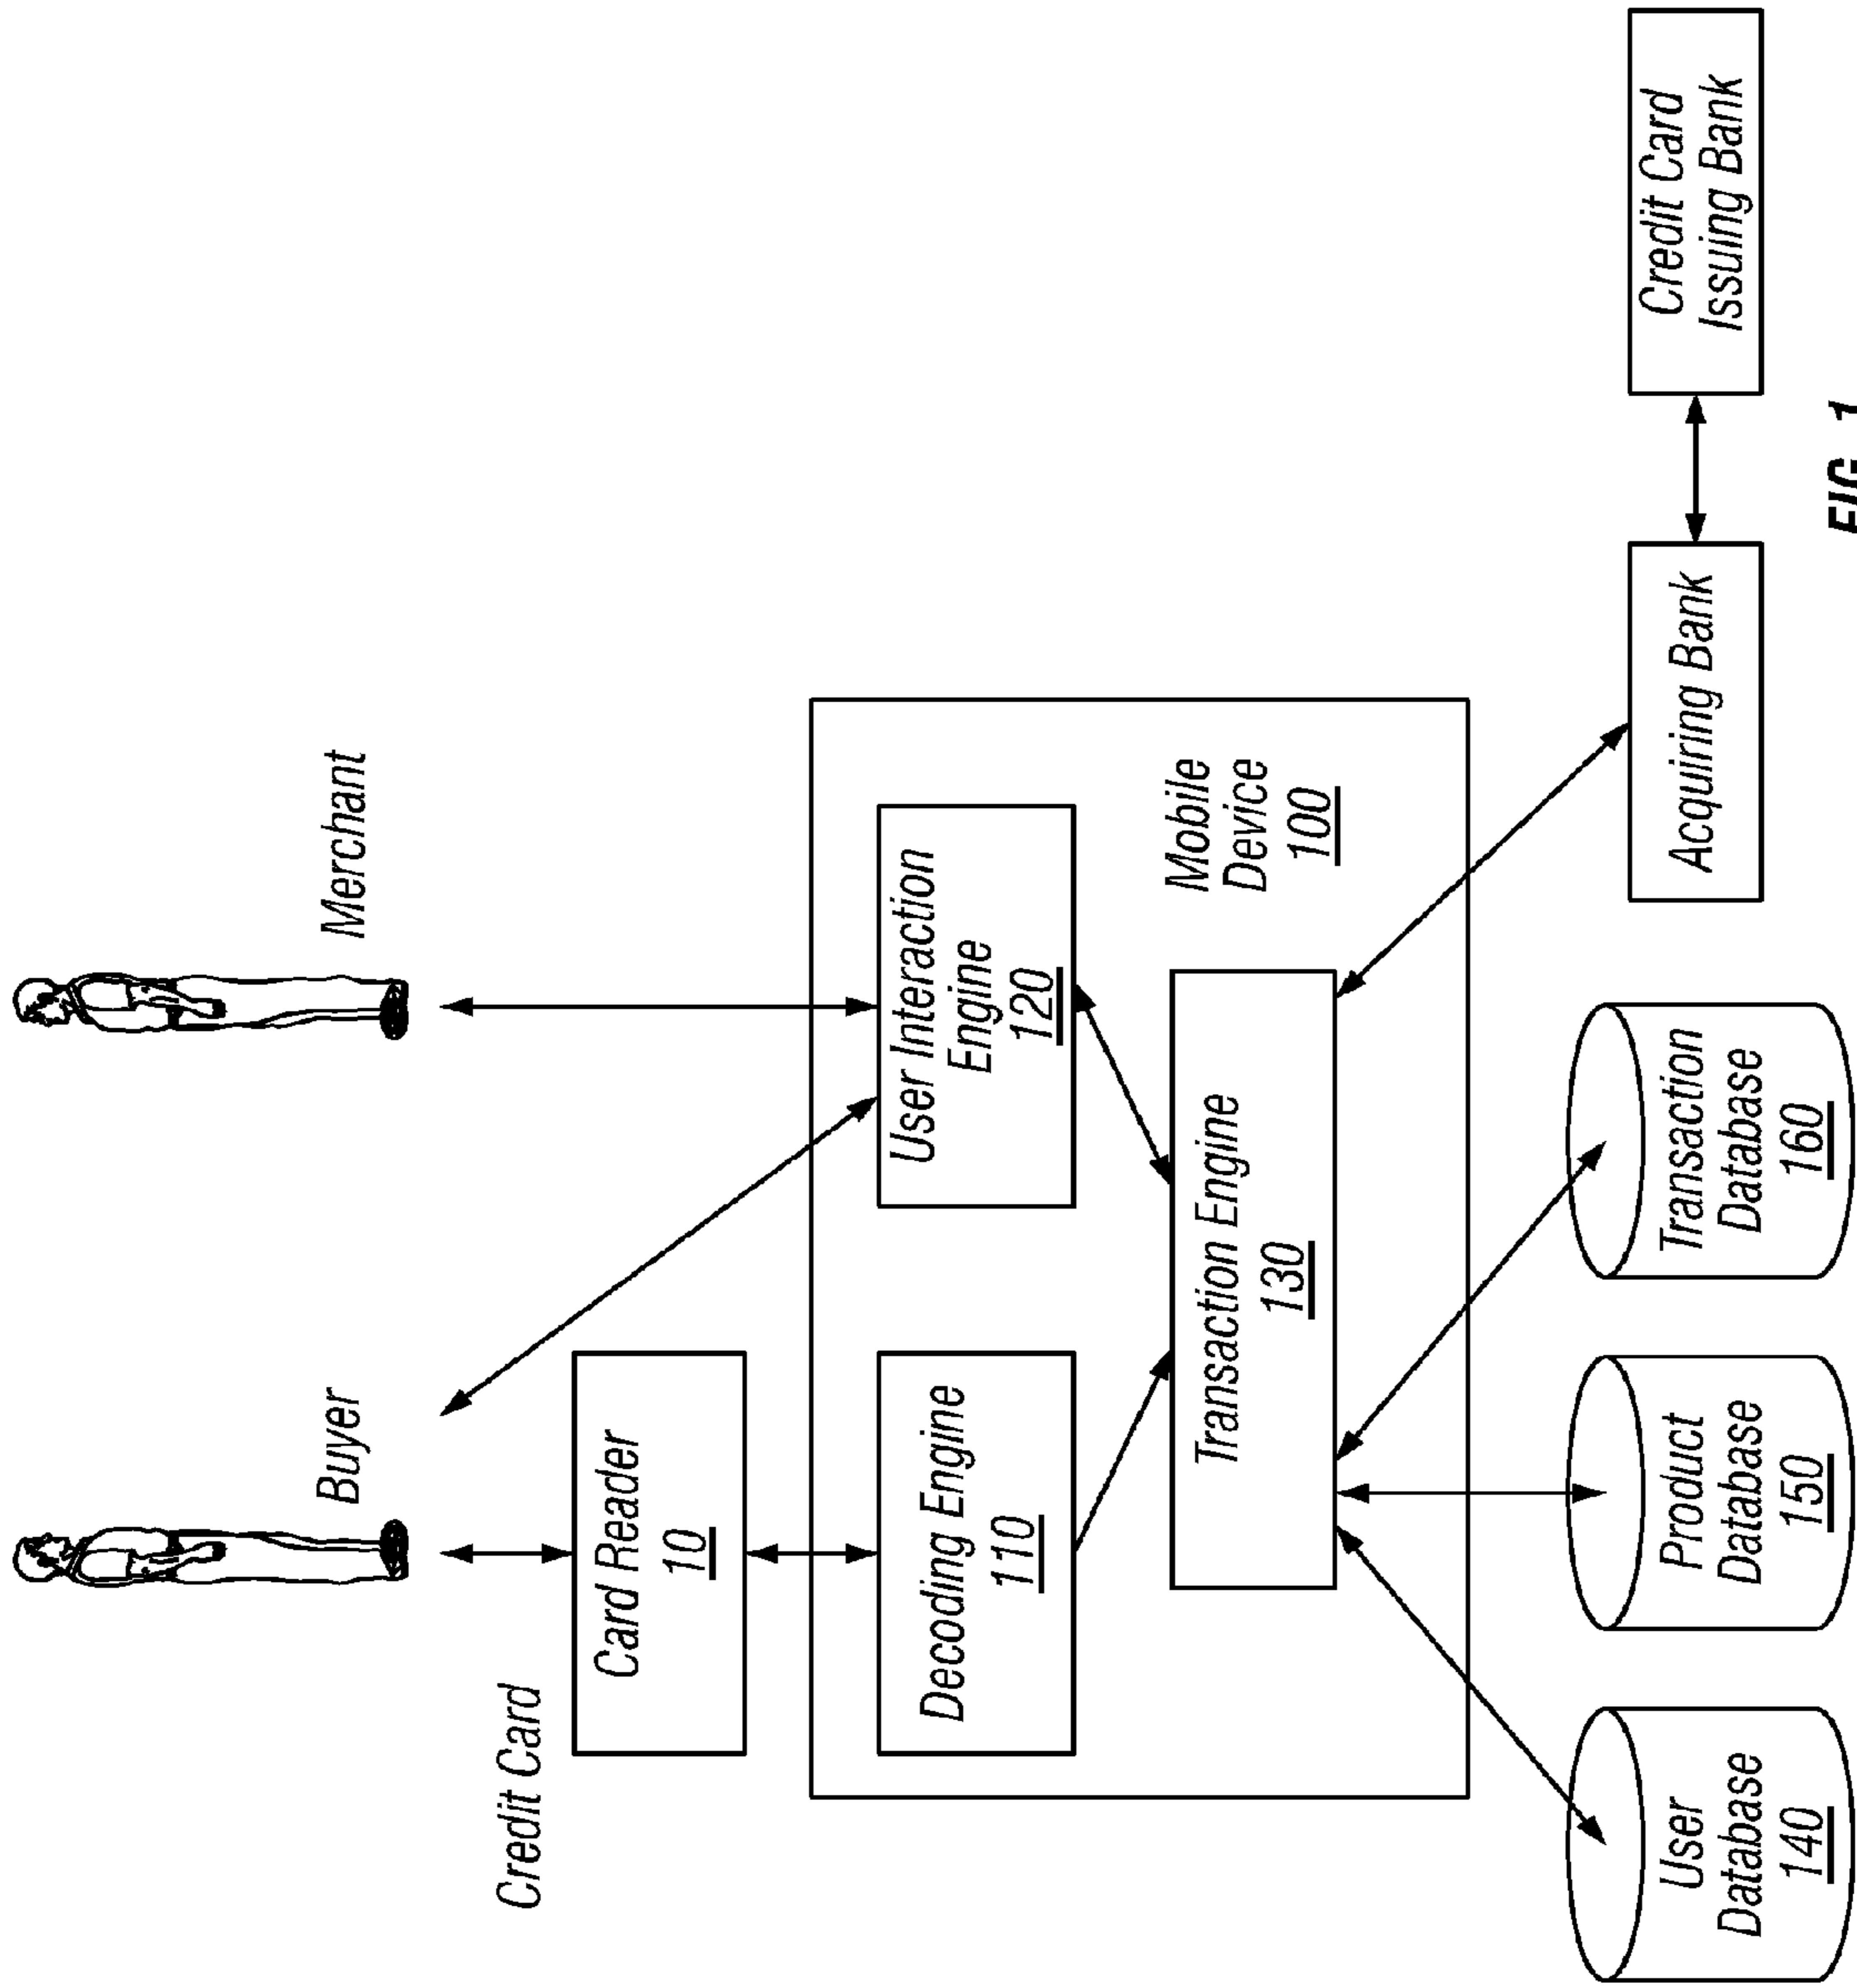 Buyer
Merchant
Credit Card
Card Reader
10
Decoding Engine
110
User Interaction
Engine
120
Transaction Engine
130
Mobile
Device
100
User
Database
140
Product
Database
150
Transaction
Database
160
Acquiring Bank
Credit Card
Issuing Bank
FIG. 1